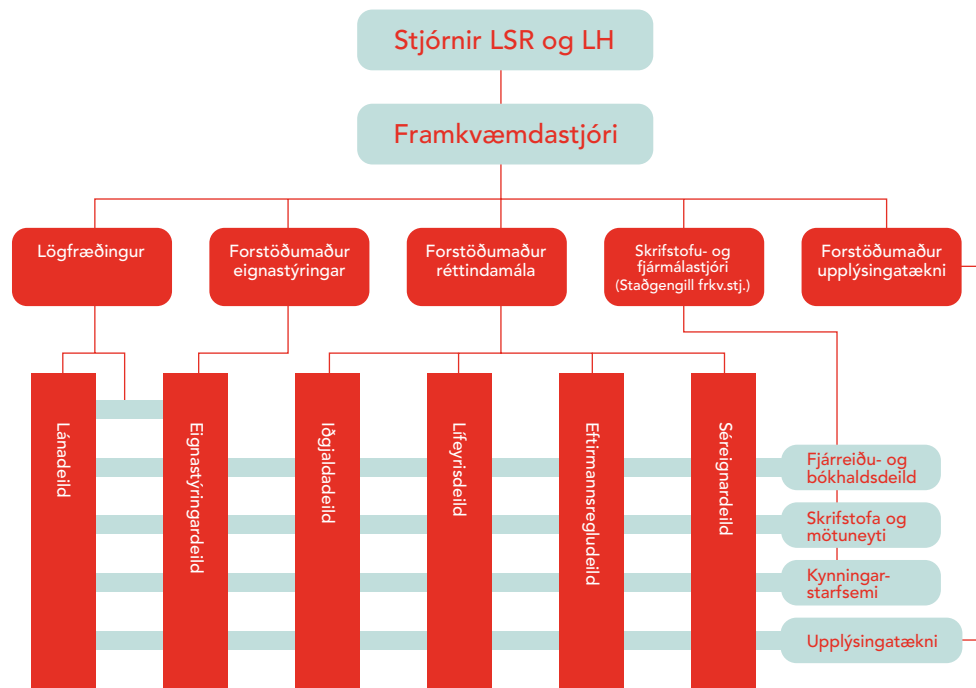 Stjórnir LSR og LH
Framkvæmdastjóri
Lögfræðingur
Forstöðumaður
eignastýringar
Forstöðumaður
réttindamála
Skrifstofu- og
fjármálastjóri
(Staðgengill frkv.stj.)
Forstöðumaður
upplýsingatækni
Lánadeild
Eignastýringardeild
Iðgjaldadeild
Lífeyrisdeild
Eftirmannsregludeild
Séreignardeild
Fjárreiðu- og
bókhaldsdeild
Skrifstofa og
mötuneyti
Kynningar-
starfsemi
Upplýsingatækni